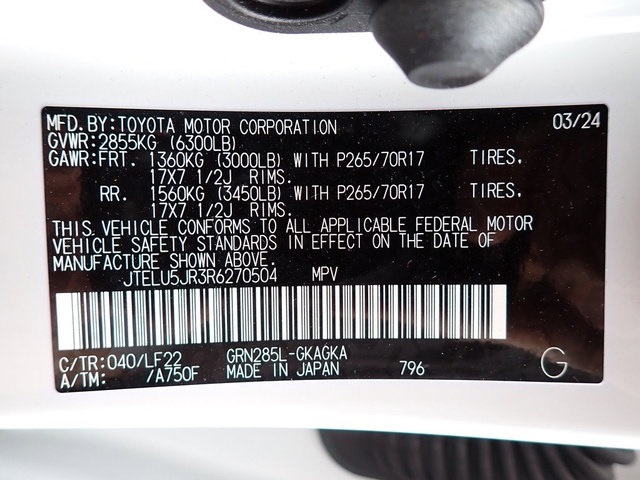 MFD.BY:TOYOTA MOTOR CORPORATION 03/24
GVWR:2855KG (6300LB)
GAWR:FRT. 1360KG (3000LB) WITH P265/70R17 TIRES,
17X7 1/2J RIMS.
RR. 1560KG (3450LB) WITH P265/70R17 TIRES,
17X7 1/2J RIMS.
THIS VEHICLE CONFORMS TO ALL APPLICABLE FEDERAL MOTOR
VEHICLE SAFETY STANDARDS IN EFFECT ON THE DATE OF
MANUFACTURE SHOWN ABOVE.
JTELU5JR3R6270504 MPV
C/TR:040/LF22 GRN285L-GKAGKA
A/TM: /A750F MADE IN JAPAN 796 G